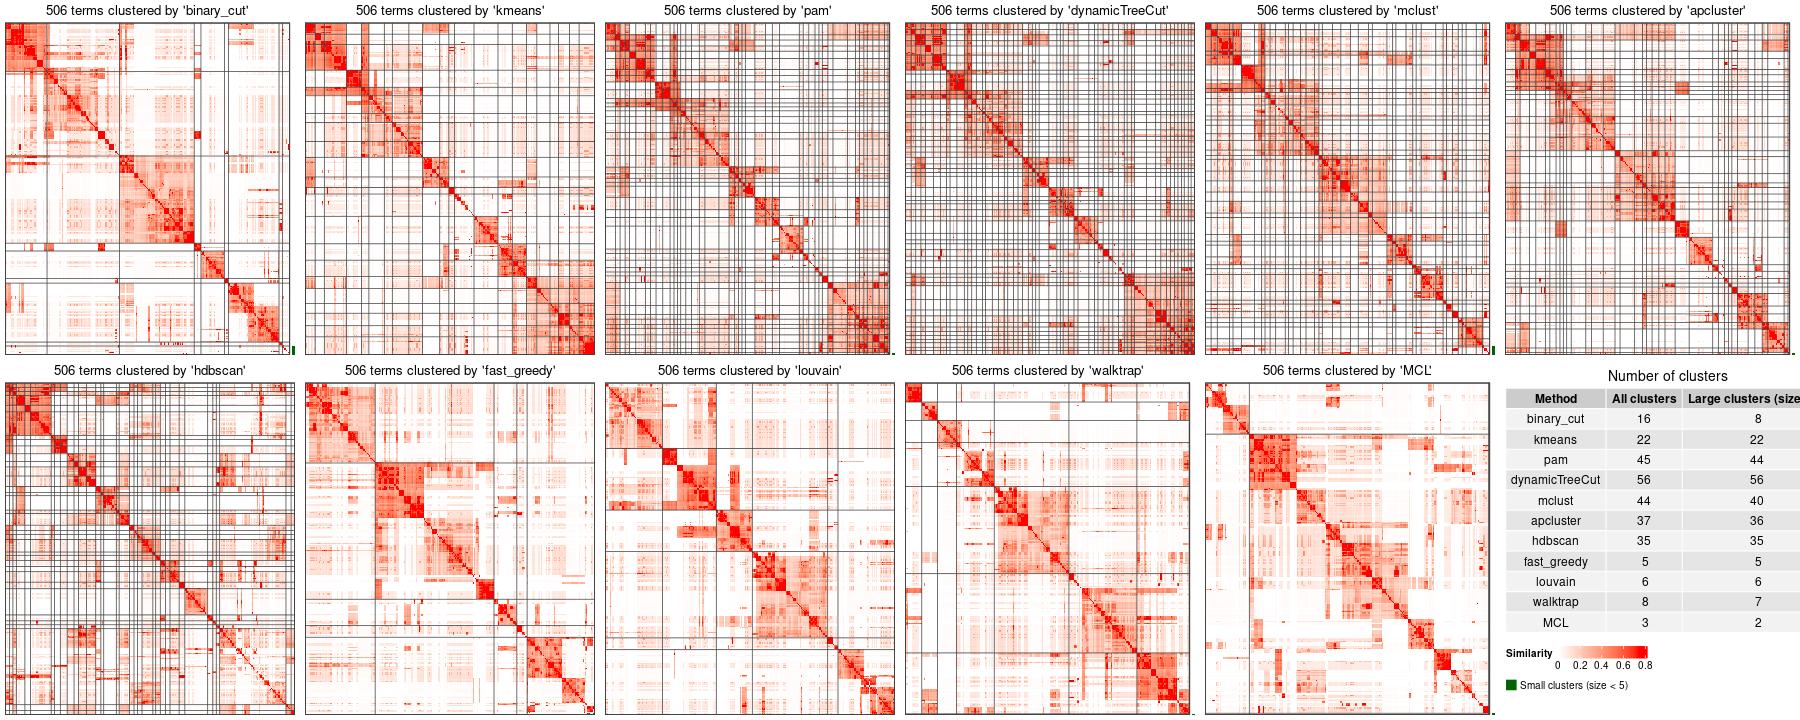 506 terms clustered by 'binary_cut'
506 terms clustered by 'kmeans'
506 terms clustered by 'pam'
506 terms clustered by 'dynamicTreeCut'
506 terms clustered by 'mclust'
506 terms clustered by 'apcluster'
506 terms clustered by 'hdbscan'
506 terms clustered by 'fast_greedy'
506 terms clustered by 'louvain'
506 terms clustered by 'walktrap'
506 terms clustered by 'MCL'
Number of clusters
Method All clusters Large clusters (size
binary_cut 16 8
kmeans 22 22
pam 45 44
dynamicTreeCut 56 56
mclust 44 40
apcluster 37 36
hdbscan 35 35
fast_greedy 5 5
louvain 6 6
walktrap 8 7
MCL 3 2
Similarity
0 0.2 0.4 0.6 0.8
Small clusters (size < 5)